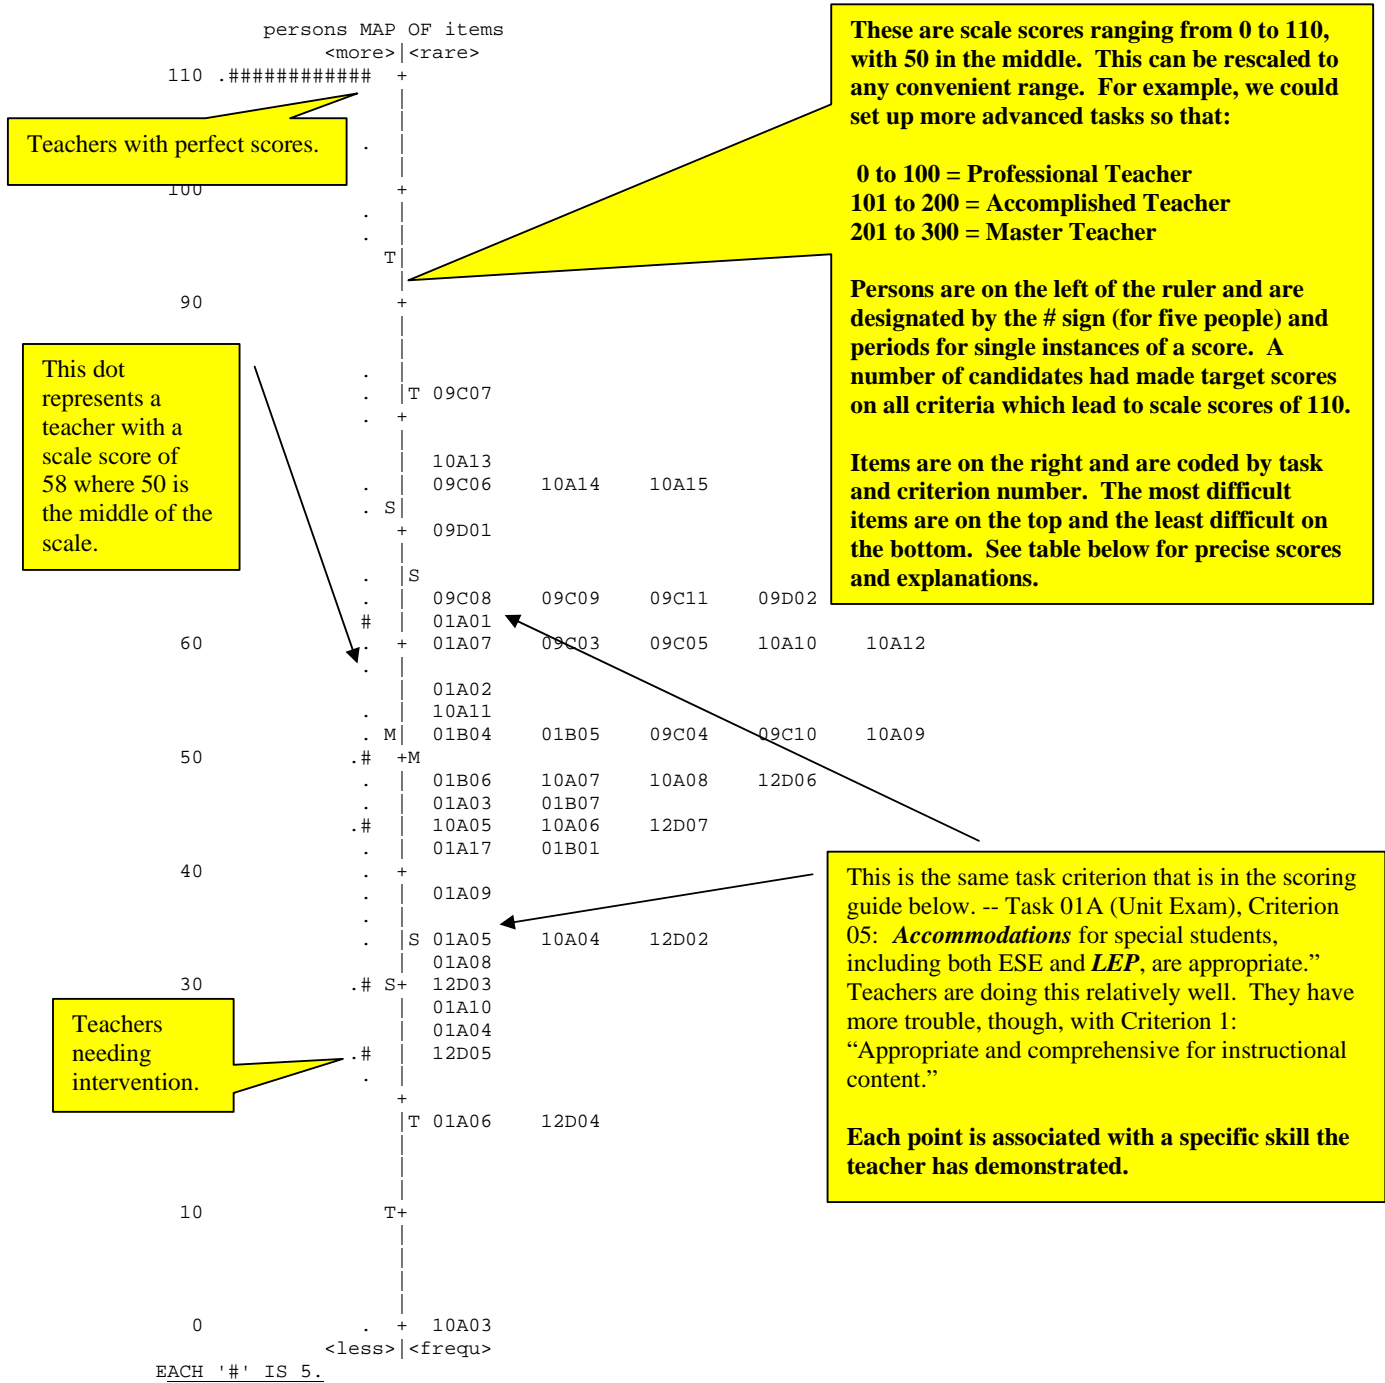 persons MAP OF items
<more>|<rare>
110 .############ +
Teachers with perfect scores.
.
100 +
.
.
T
90 +
.
. T 09C07
. +
10A13
. 09C06 10A14 10A15
. S
+ 09D01
. S
. 09C08 09C09 09C11 09D02
# 01A01
60 . + 01A07 09C03 09C05 10A10 10A12
.
01A02
. 10A11
. M 01B04 01B05 09C04 09C10 10A09
50 .# +M
. 01B06 10A07 10A08 12D06
. 01A03 01B07
.# 10A05 10A06 12D07
. 01A17 01B01
40 . +
. 01A09
.
. S 01A05 10A04 12D02
01A08
30 .# S+ 12D03
01A10
01A04
.# 12D05
.
+
T 01A06 12D04
10 T+
0 . + 10A03
<less>|<frequ>
EACH '#' IS 5.
This dot
represents a
teacher with a
scale score of
58 where 50 is
the middle of the
scale.
Teachers
needing
intervention.
These are scale scores ranging from 0 to 110,
with 50 in the middle. This can be rescaled to
any convenient range. For example, we could
set up more advanced tasks so that:
0 to 100 = Professional Teacher
101 to 200 = Accomplished Teacher
201 to 300 = Master Teacher
Persons are on the left of the ruler and are
designated by the # sign (for five people) and
periods for single instances of a score. A
number of candidates had made target scores
on all criteria which lead to scale scores of 110.
Items are on the right and are coded by task
and criterion number. The most difficult
items are on the top and the least difficult on
the bottom. See table below for precise scores
and explanations.
This is the same task criterion that is in the scoring
guide below. -- Task 01A (Unit Exam), Criterion
05: Accommodations for special students,
including both ESE and LEP, are appropriate.”
Teachers are doing this relatively well. They have
more trouble, though, with Criterion 1:
“Appropriate and comprehensive for instructional
content.”
Each point is associated with a specific skill the
teacher has demonstrated.